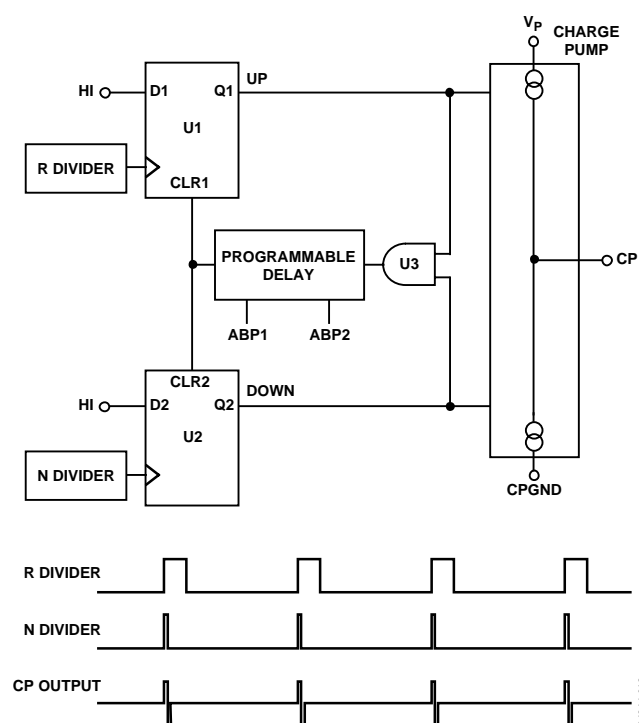 VP
CHARGE
PUMP
HI
D1
Q1
UP
U1
R DIVIDER
CLR1
PROGRAMMABLE
DELAY
U3
CP
ABP1
ABP2
CLR2
DOWN
HI
D2
Q2
U2
N DIVIDER
CPGND
R DIVIDER
N DIVIDER
CP OUTPUT